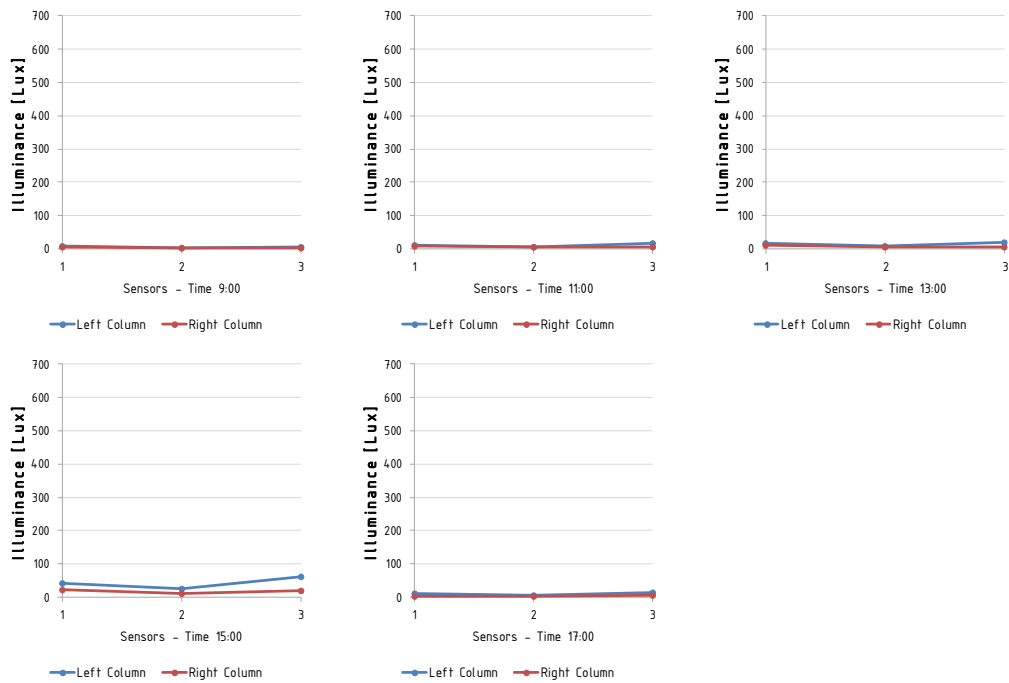 700
600
500
400
300
200
100
0
Illuminance [Lux]
1 2 3
Sensors - Time 9:00
Left Column Right Column
700
600
500
400
300
200
100
0
Illuminance [Lux]
1 2 3
Sensors - Time 11:00
Left Column Right Column
700
600
500
400
300
200
100
0
Illuminance [Lux]
1 2 3
Sensors - Time 13:00
Left Column Right Column
700
600
500
400
300
200
100
0
Illuminance [Lux]
1 2 3
Sensors - Time 15:00
Left Column Right Column
700
600
500
400
300
200
100
0
Illuminance [Lux]
1 2 3
Sensors - Time 17:00
Left Column Right Column